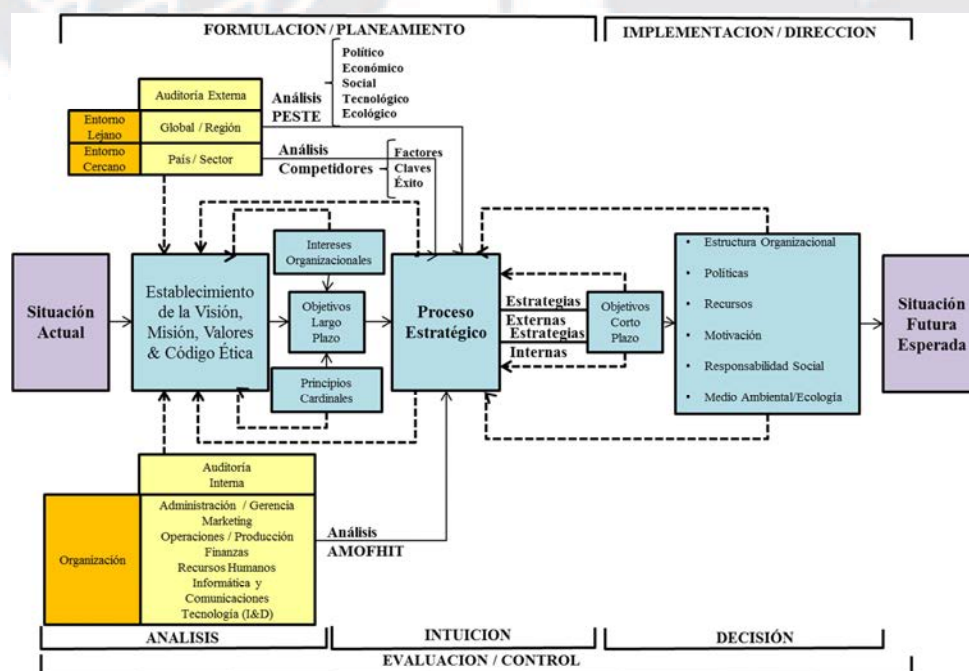 FORMULACION / PLANEAMIENTO
IMPLEMENTACION / DIRECCION
Político
Económico
Social
Tecnológico
Ecológico
Auditoría Externa
Análisis
PESTE
Entorno
Lejano
Global / Región
Entorno
Cercano
País / Sector
Análisis
Competidores
Factores
Claves
Éxito
Situación
Actual
Establecimiento
de la Visión,
Misión, Valores
& Código Ética
Intereses
Organizacionales
Objetivos
Largo
Plazo
Principios
Cardinales
Proceso
Estratégico
Estrategias
Externas
Estrategias
Internas
Objetivos
Corto
Plazo
• Estructura Organizacional
• Políticas
• Recursos
• Motivación
• Responsabilidad Social
• Medio Ambiental/Ecología
Situación
Futura
Esperada
Auditoría
Interna
Organización
Administración / Gerencia
Marketing
Operaciones / Producción
Finanzas
Recursos Humanos
Informática y
Comunicaciones
Tecnología (I&D)
Análisis
AMOFHIT
ANALISIS
INTUICION
DECISIÓN
EVALUACION / CONTROL